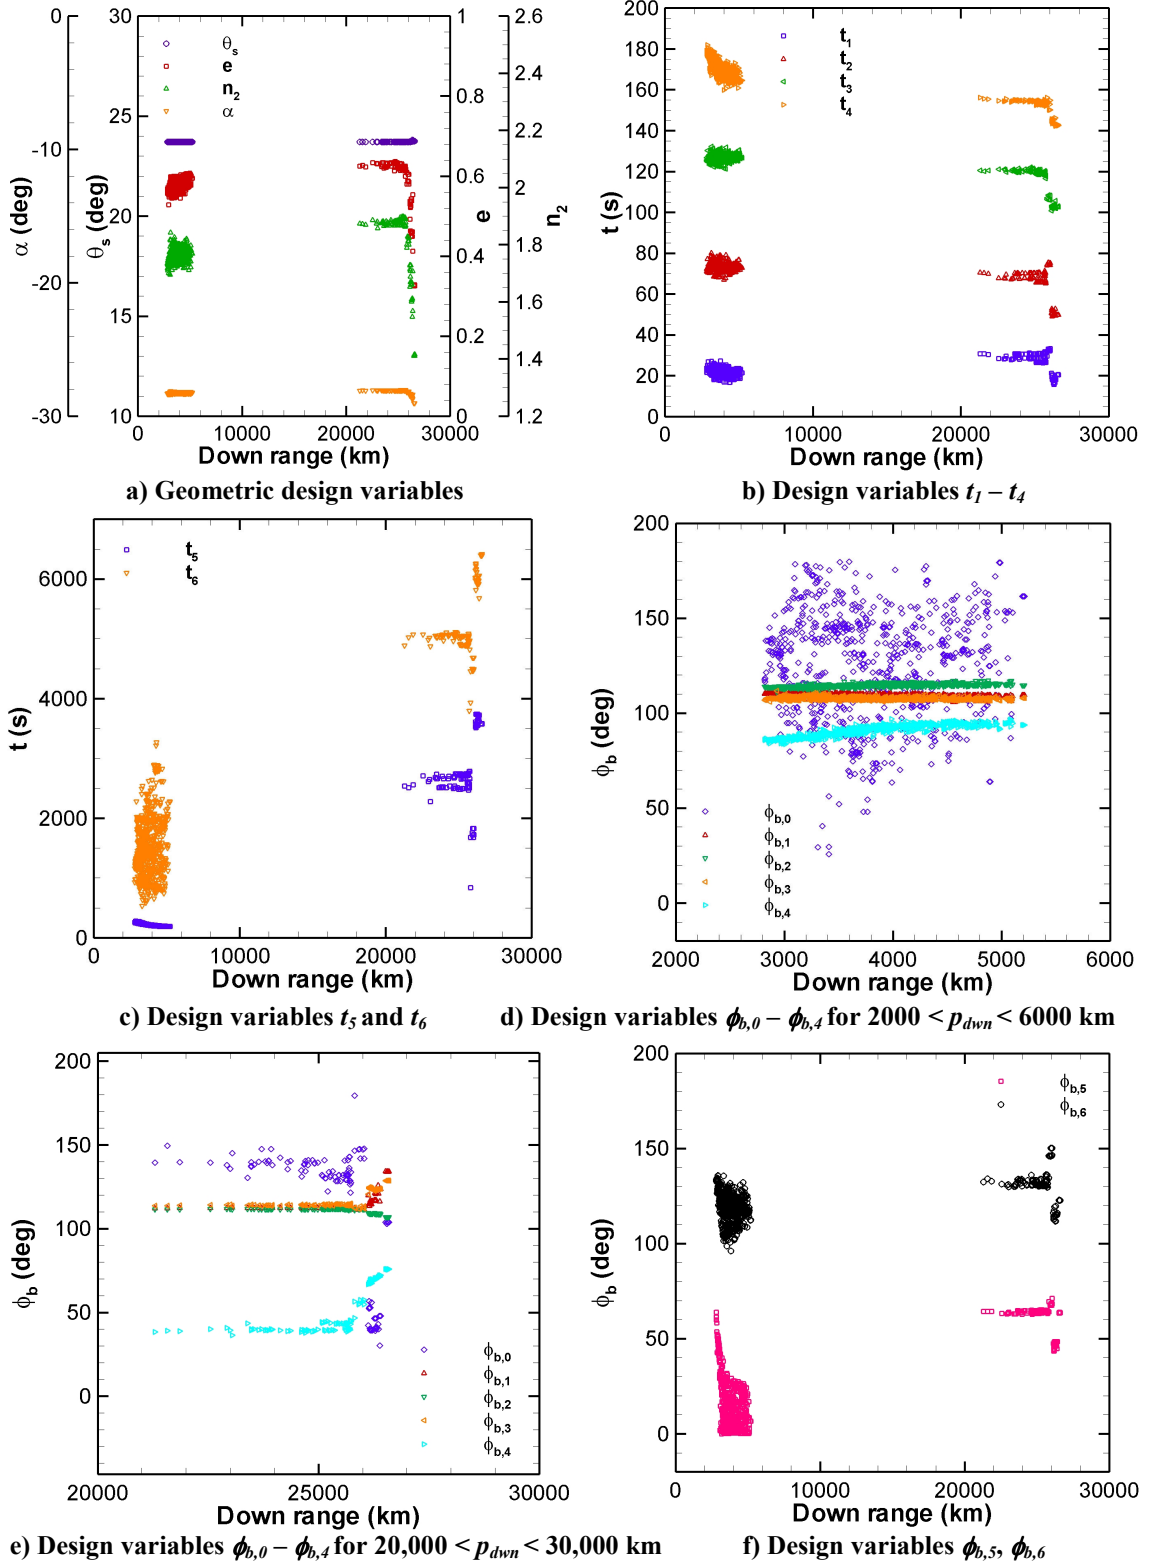 0
-10
-20
-30
α (deg)
30
25
20
15
10
θs (deg)
θs
e
n2
α
1
0.8
0.6
0.4
0.2
0
e
2.6
2.4
2.2
2
1.8
1.6
1.4
1.2
n2
0 10000 20000 30000
Down range (km)
a) Geometric design variables
200
180
160
140
120
100
80
60
40
20
0
t (s)
t1
t2
t3
t4
0 10000 20000 30000
Down range (km)
b) Design variables t1 – t4
6000
4000
2000
0
t (s)
t5
t6
0 10000 20000 30000
Down range (km)
c) Design variables t5 and t6
200
150
100
50
0
ϕb (deg)
ϕb,0
ϕb,1
ϕb,2
ϕb,3
ϕb,4
2000 3000 4000 5000 6000
Down range (km)
d) Design variables ϕb,0 – ϕb,4 for 2000 < pdwn < 6000 km
200
150
100
50
0
ϕb (deg)
ϕb,0
ϕb,1
ϕb,2
ϕb,3
ϕb,4
20000 25000 30000
Down range (km)
e) Design variables ϕb,0 – ϕb,4 for 20,000 < pdwn < 30,000 km
200
150
100
50
0
ϕb (deg)
ϕb,5
ϕb,6
0 10000 20000 30000
Down range (km)
f) Design variables ϕb,5, ϕb,6